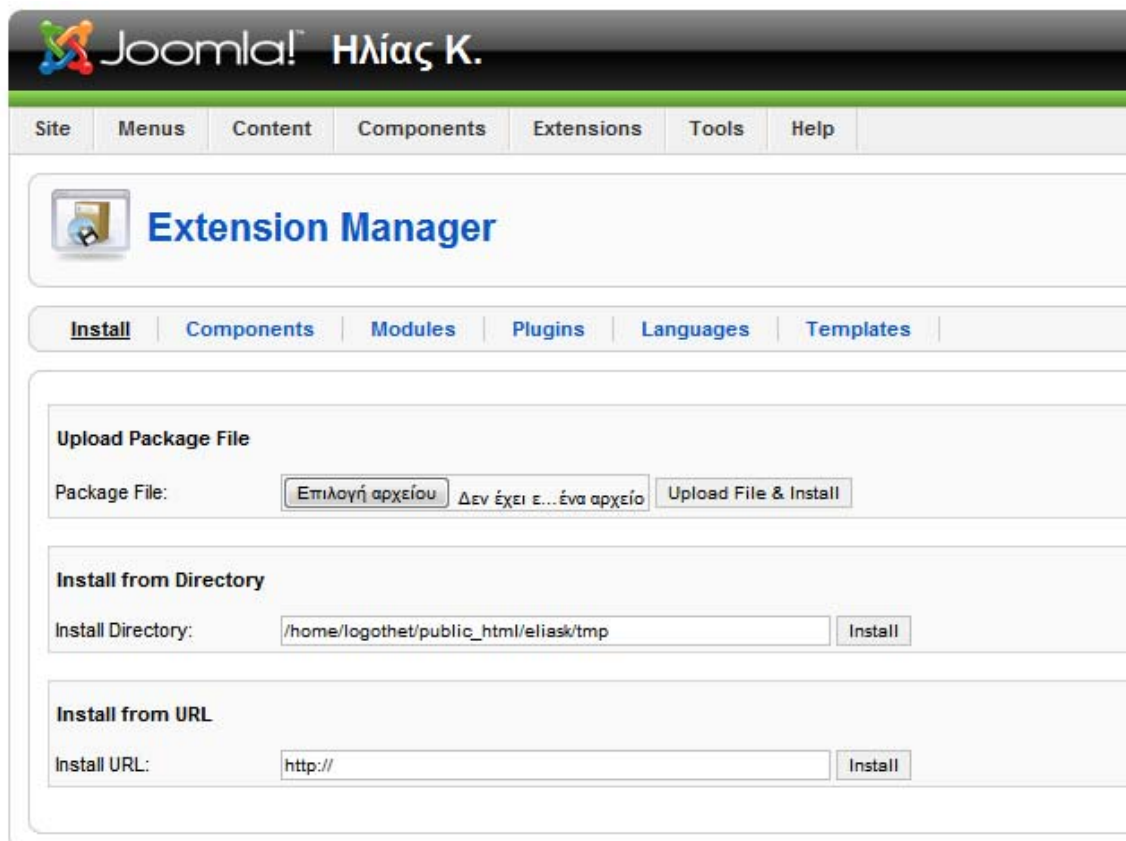 Joomla!™ Ηλίας Κ.
Site Menus Content Components Extensions Tools Help
Extension Manager
Install Components Modules Plugins Languages Templates
Upload Package File
Package File: Επιλογή αρχείου Δεν έχει ε...ένα αρχείο Upload File & Install
Install from Directory
Install Directory: /home/logothet/public_html/eliask/tmp Install
Install from URL
Install URL: http:// Install